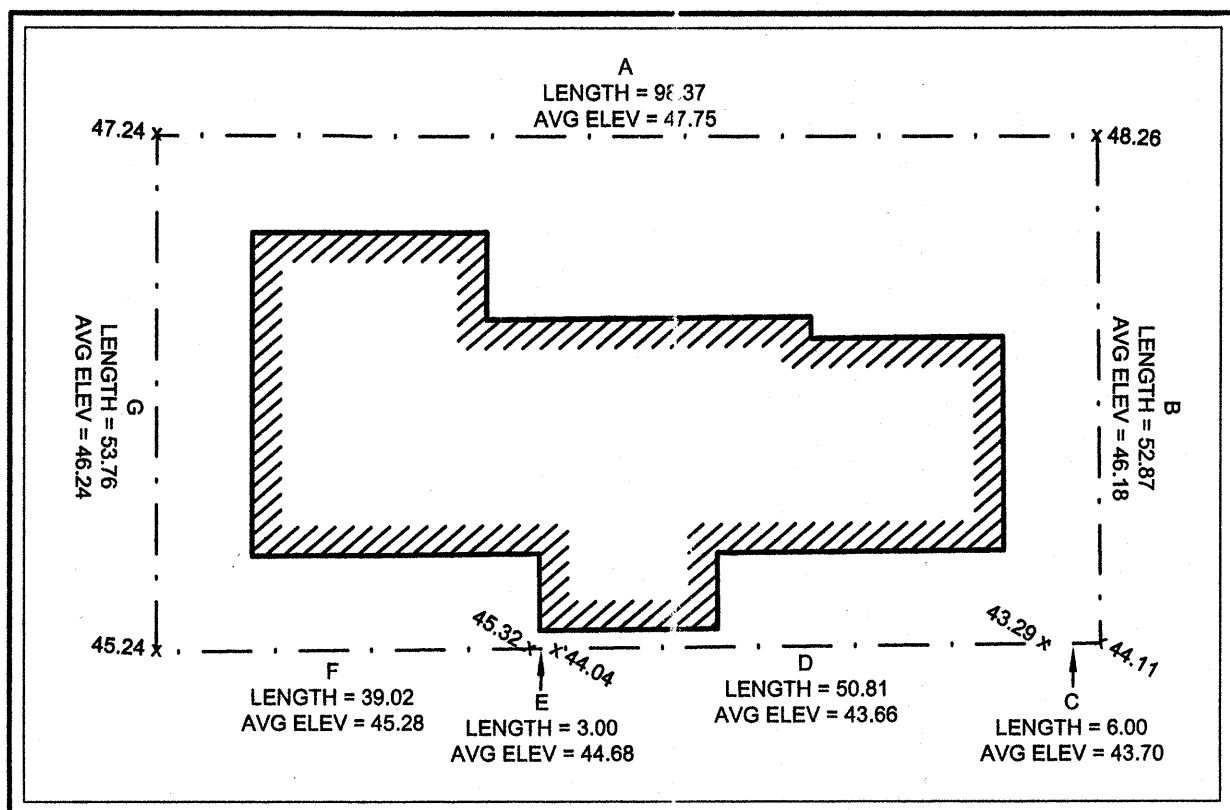 A
LENGTH = 98.37
AVG ELEV = 47.75
47.24
48.26
G
LENGTH = 53.76
AVG ELEV = 46.24
B
LENGTH = 52.87
AVG ELEV = 46.18
45.24
45.32
44.04
43.29
44.11
F
LENGTH = 39.02
AVG ELEV = 45.28
E
LENGTH = 3.00
AVG ELEV = 44.68
D
LENGTH = 50.81
AVG ELEV = 43.66
C
LENGTH = 6.00
AVG ELEV = 43.70